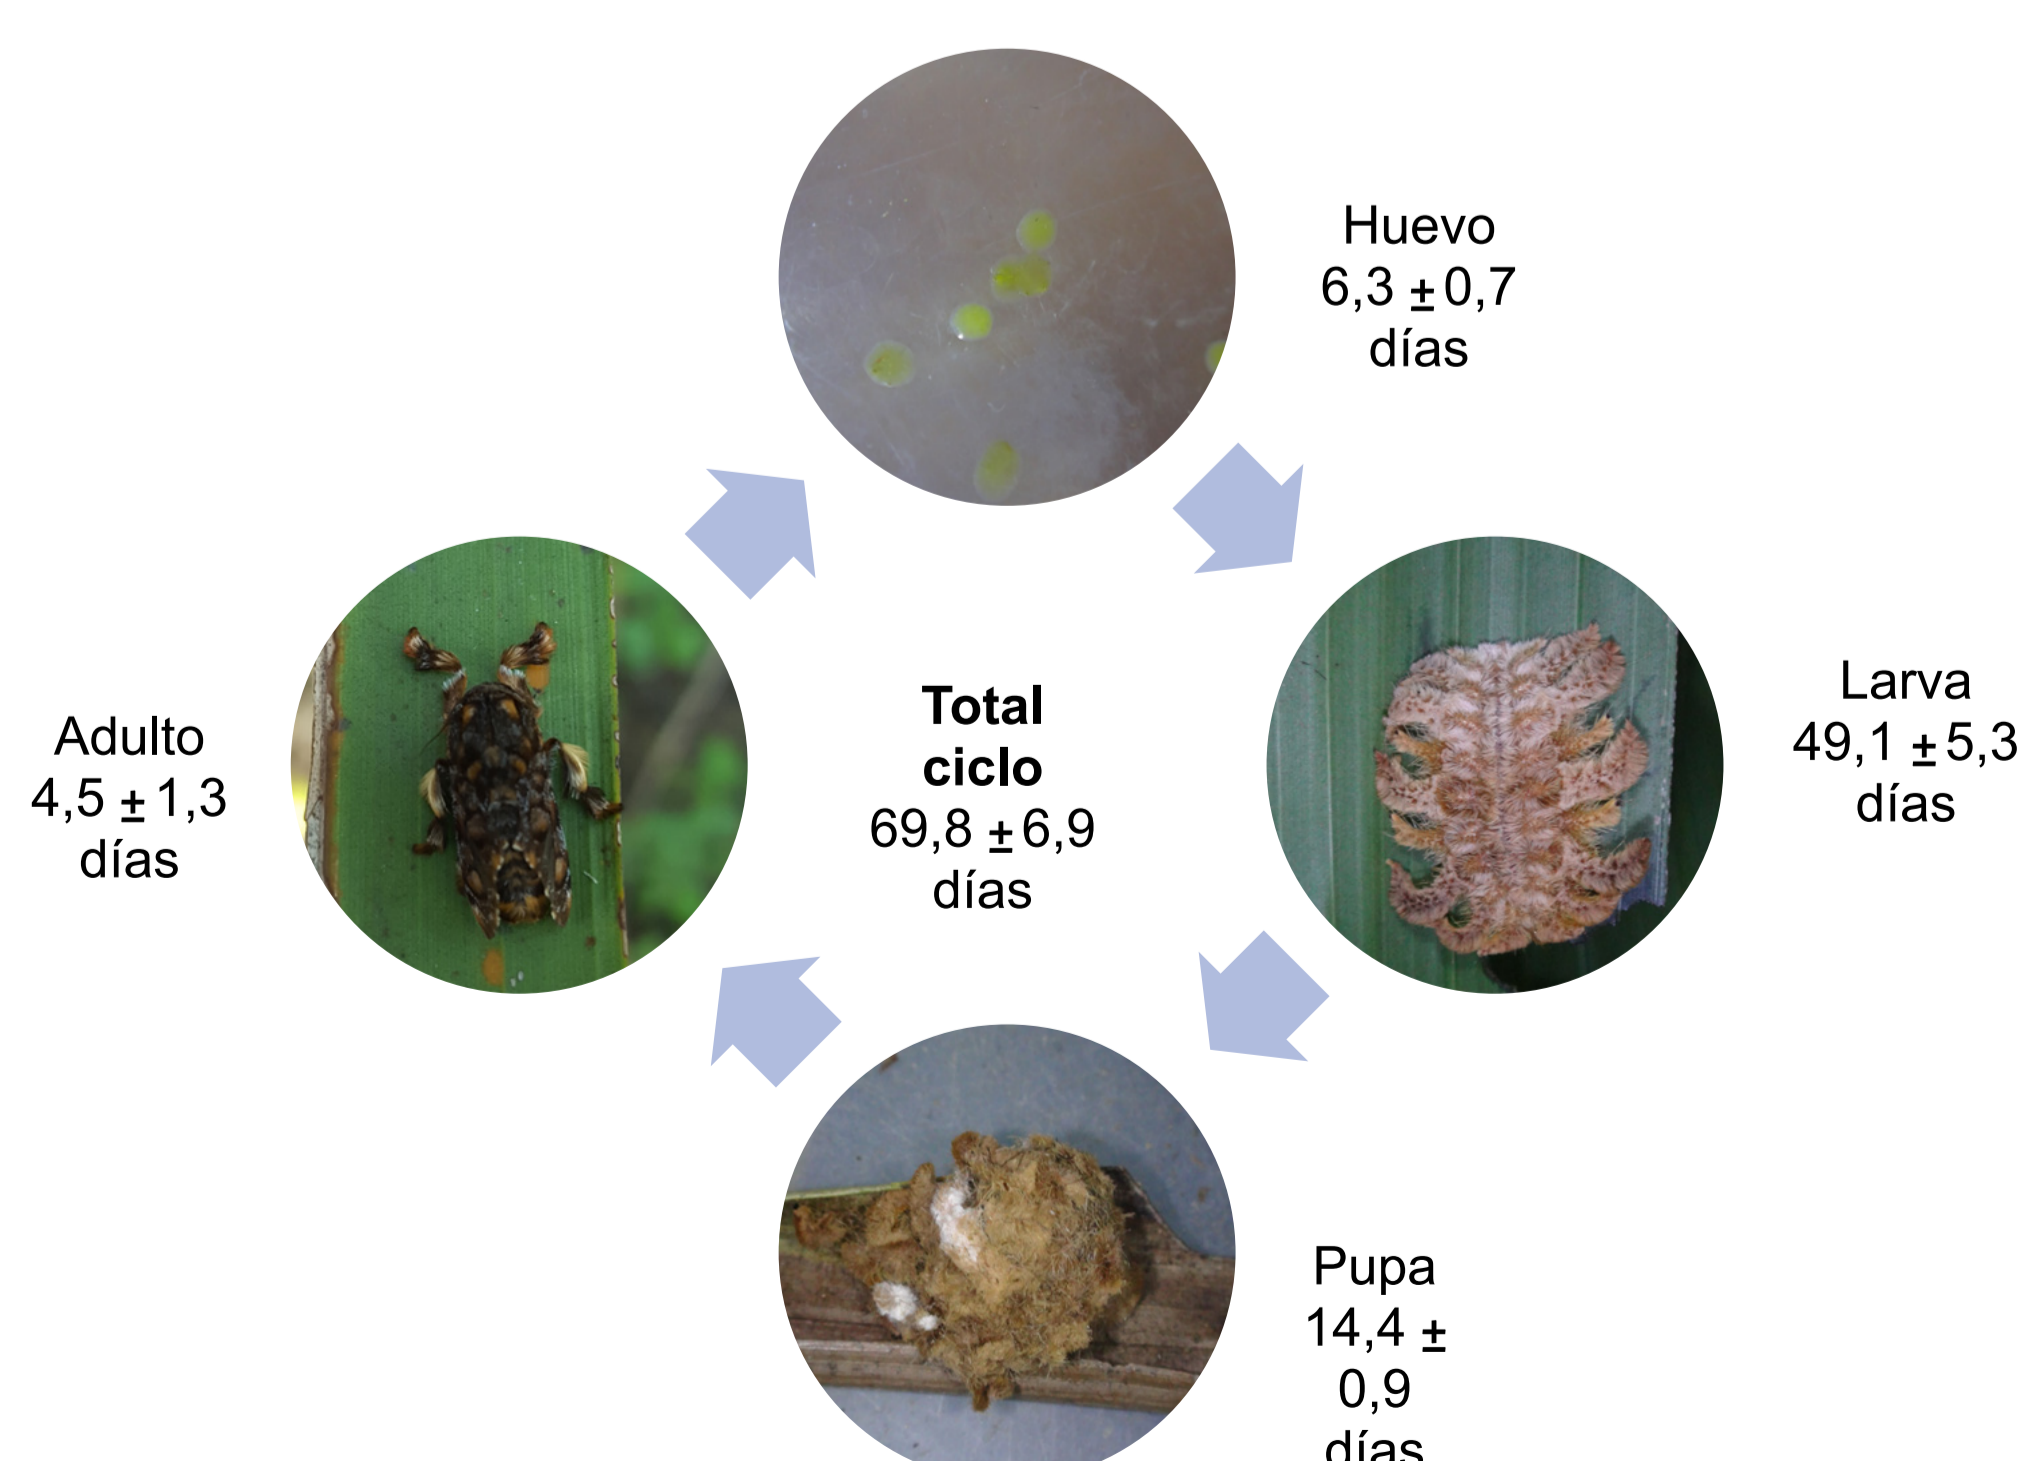 Huevo
6,3 ± 0,7
días
Larva
49,1 ± 5,3
días
Pupa
14,4 ±
0,9
días
Adulto
4,5 ± 1,3
días
Total
ciclo
69,8 ± 6,9
días